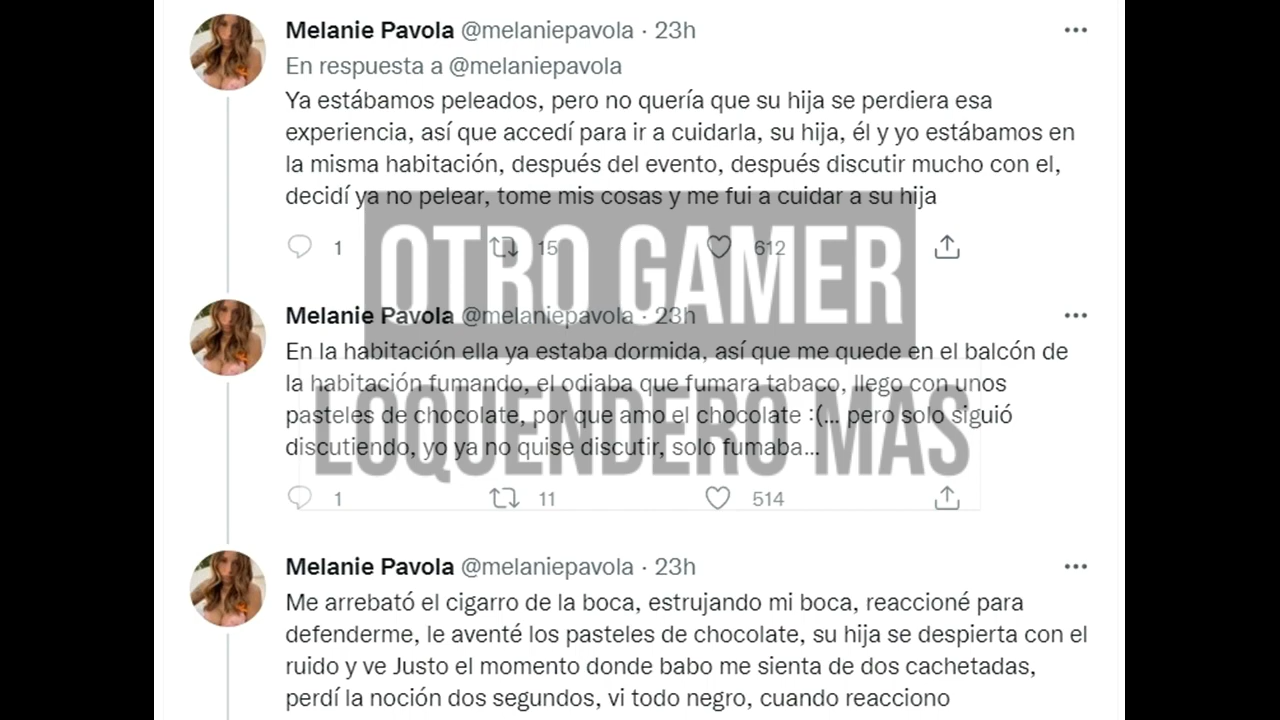 Melanie Pavola @melaniepavola · 23h
En respuesta a @melaniepavola
Ya estábamos peleados, pero no quería que su hija se perdiera esa
experiencia, así que accedí para ir a cuidarla, su hija, él y yo estábamos en
la misma habitación, después del evento, después discutir mucho con el,
decidí ya no pelear, tome mis cosas y me fui a cuidar a su hija
1 15 612
OTRO GAMER
Melanie Pavola @melaniepavola · 23h
En la habitación ella ya estaba dormida, así que me quede en el balcón de
la habitación fumando, el odiaba que fumara tabaco, llego con unos
pasteles de chocolate, por que amo el chocolate :(... pero solo siguió
discutiendo, yo ya no quise discutir, solo fumaba...
LOQUENDERO MAS
1 11 514
Melanie Pavola @melaniepavola · 23h
Me arrebató el cigarro de la boca, estrujando mi boca, reaccioné para
defenderme, le aventé los pasteles de chocolate, su hija se despierta con el
ruido y ve Justo el momento donde babo me sienta de dos cachetadas,
perdí la noción dos segundos, vi todo negro, cuando reacciono